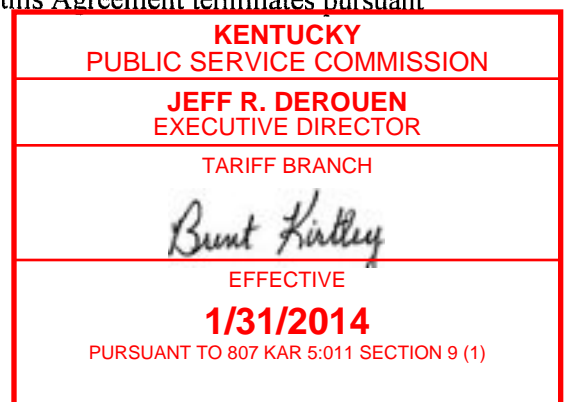 this Agreement terminates pursuant
KENTUCKY
PUBLIC SERVICE COMMISSION
JEFF R. DEROUEN
EXECUTIVE DIRECTOR
TARIFF BRANCH
Bunt Kirtley
EFFECTIVE
1/31/2014
PURSUANT TO 807 KAR 5:011 SECTION 9 (1)